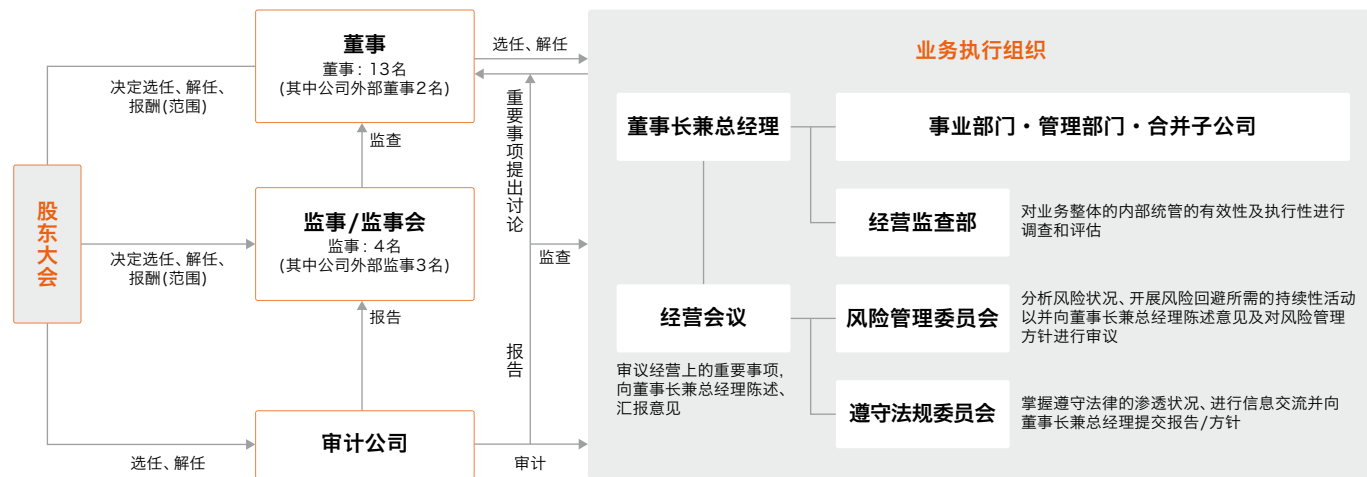 股东大会
决定选任、解任、
报酬(范围)
决定选任、解任、
报酬(范围)
选任、解任
董事
董事：13名
(其中公司外部董事2名)
监查
监事/监事会
监事：4名
(其中公司外部监事3名)
报告
审计公司
选任、解任
重要事项提出讨论
监查
报告
审计
业务执行组织
董事长兼总经理
事业部门・管理部门・合并子公司
经营监查部
对业务整体的内部统管的有效性及执行性进行
调查和评估
经营会议
审议经营上的重要事项,
向董事长兼总经理陈述、
汇报意见
风险管理委员会
分析风险状况、开展风险回避所需的持续性活动
以并向董事长兼总经理陈述意见及对风险管理
方针进行审议
遵守法规委员会
掌握遵守法律的渗透状况、进行信息交流并向
董事长兼总经理提交报告/方针